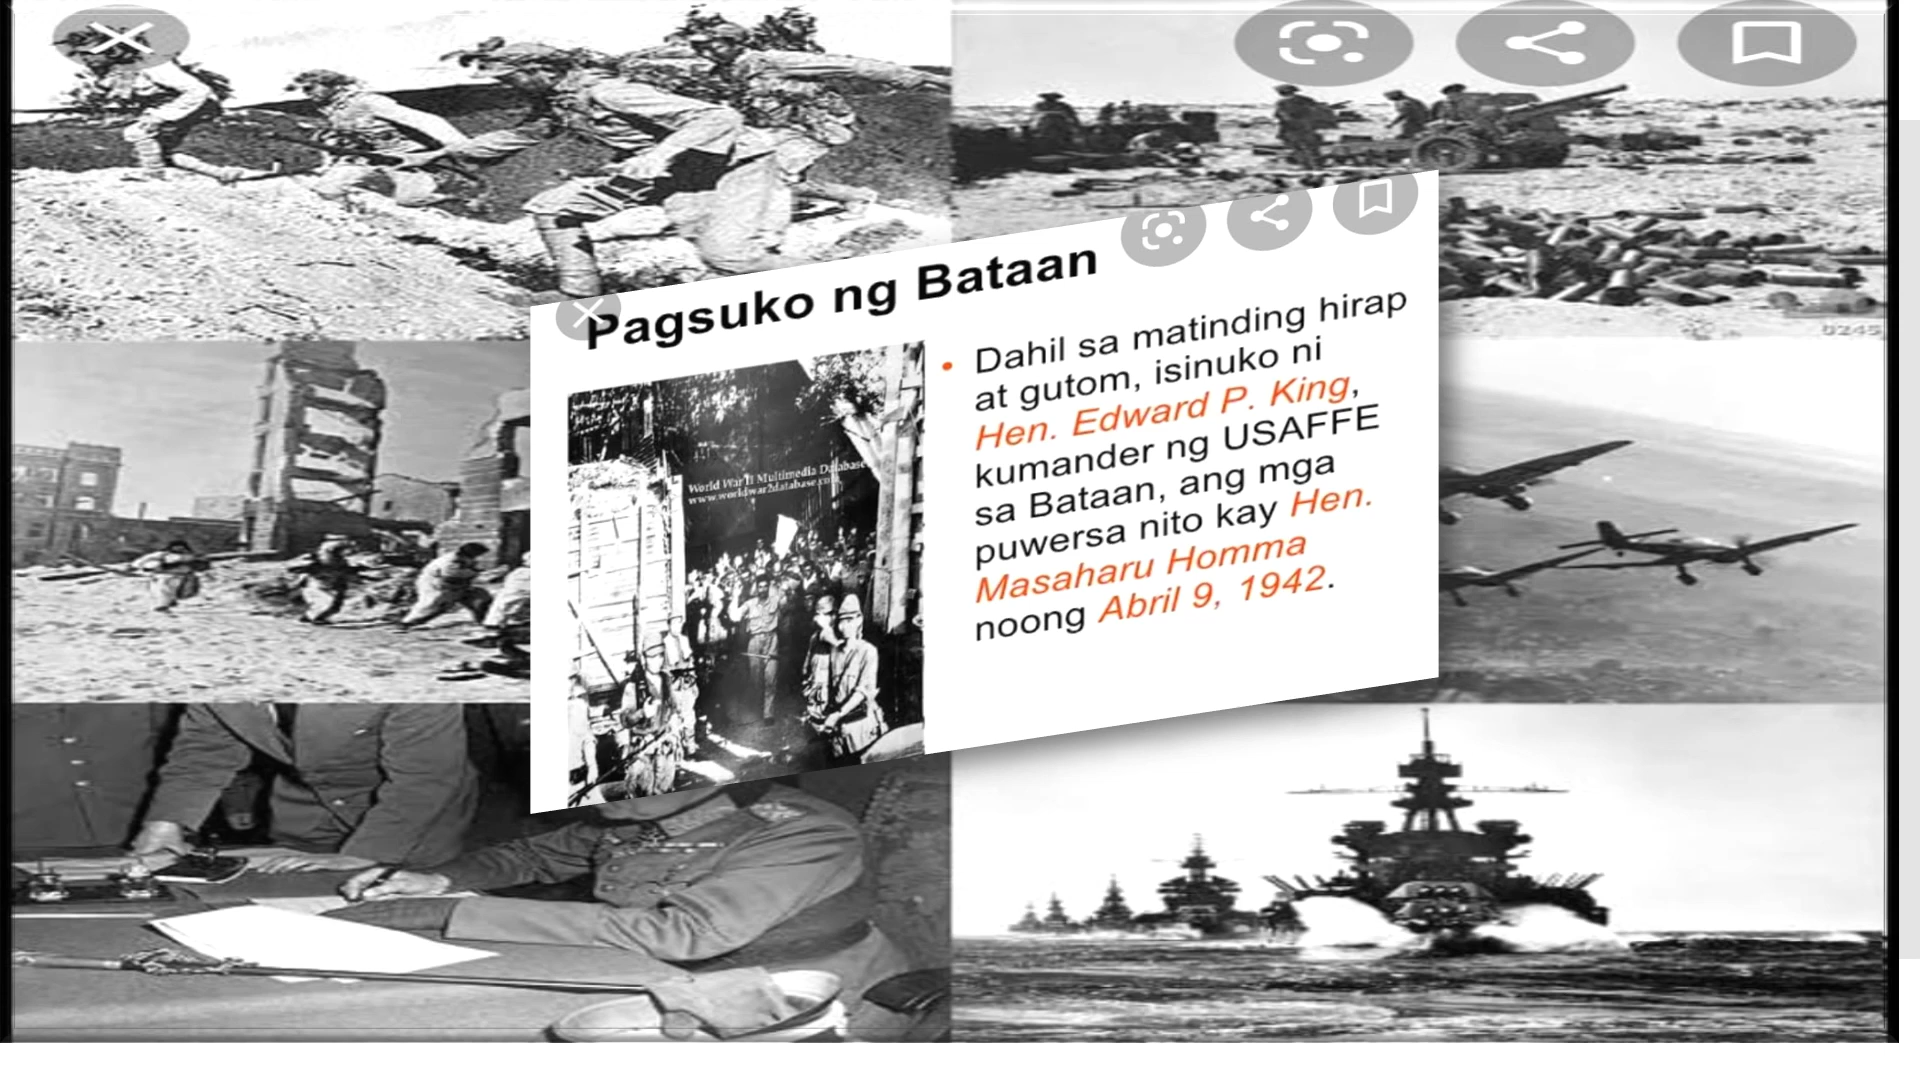 Pagsuko ng Bataan
• Dahil sa matinding hirap
at gutom, isinuko ni
Hen. Edward P. King,
kumander ng USAFFE
sa Bataan, ang mga
puwersa nito kay Hen.
Masaharu Homma
noong Abril 9, 1942.
World War II Multimedia Database
www.worldwar2database.com
0245